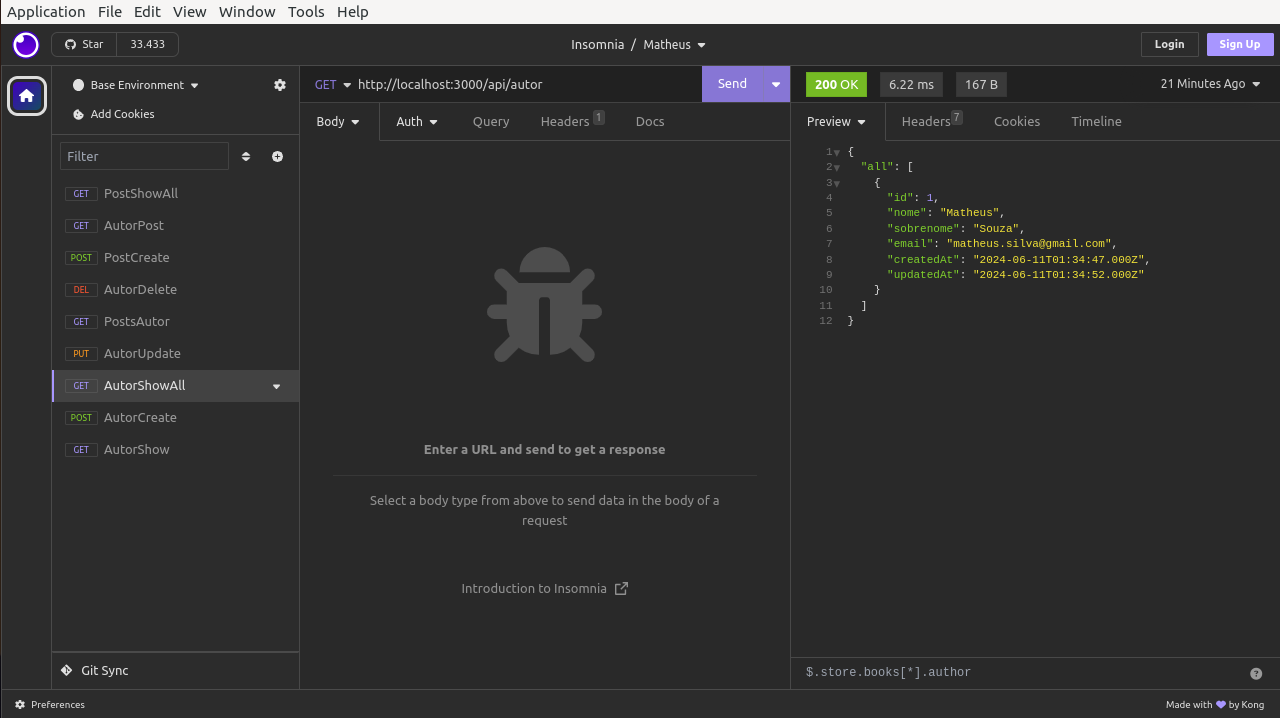 Application File Edit View Window Tools Help
Star 33.433
Insomnia / Matheus
Login Sign Up
Base Environment
Add Cookies
Filter
GET PostShowAll
GET AutorPost
POST PostCreate
DEL AutorDelete
GET PostsAutor
PUT AutorUpdate
GET AutorShowAll
POST AutorCreate
GET AutorShow
Git Sync
GET http://localhost:3000/api/autor Send
Body Auth Query Headers 1 Docs
Enter a URL and send to get a response
Select a body type from above to send data in the body of a
request
Introduction to Insomnia
200 OK 6.22 ms 167 B 21 Minutes Ago
Preview Headers 7 Cookies Timeline
1 {
2 "all": [
3 {
4 "id": 1,
5 "nome": "Matheus",
6 "sobrenome": "Souza",
7 "email": "matheus.silva@gmail.com",
8 "createdAt": "2024-06-11T01:34:47.000Z",
9 "updatedAt": "2024-06-11T01:34:52.000Z"
10 }
11 ]
12 }
$.store.books[*].author
Preferences
Made with 💜 by Kong